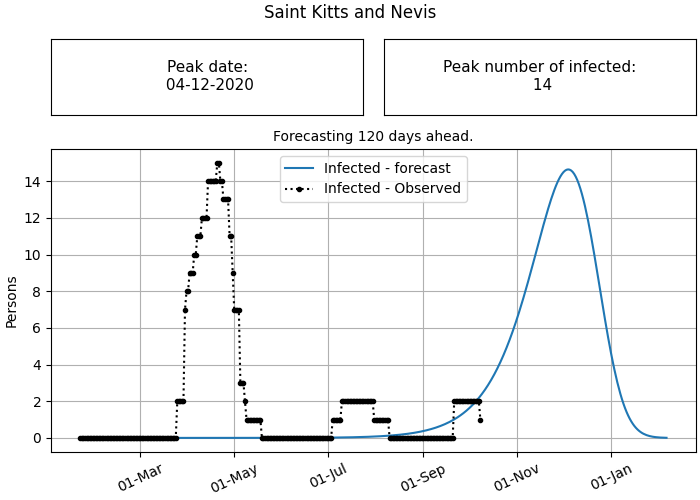 Saint Kitts and Nevis
Peak date:
04-12-2020
Peak number of infected:
14
Forecasting 120 days ahead.
Infected - forecast
Infected - Observed
Persons
14
12
10
8
6
4
2
0
01-Mar
01-May
01-Jul
01-Sep
01-Nov
01-Jan